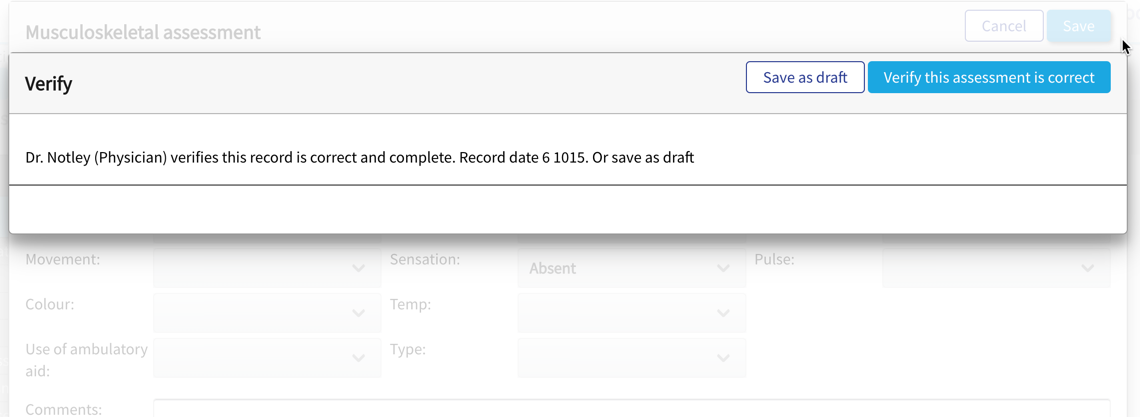 Musculoskeletal assessment
Cancel
Save
Verify
Save as draft
Verify this assessment is correct
Dr. Notley (Physician) verifies this record is correct and complete. Record date 6 1015. Or save as draft
Movement:
Sensation:
Absent
Pulse:
Colour:
Temp:
Use of ambulatory
aid:
Type:
Comments: